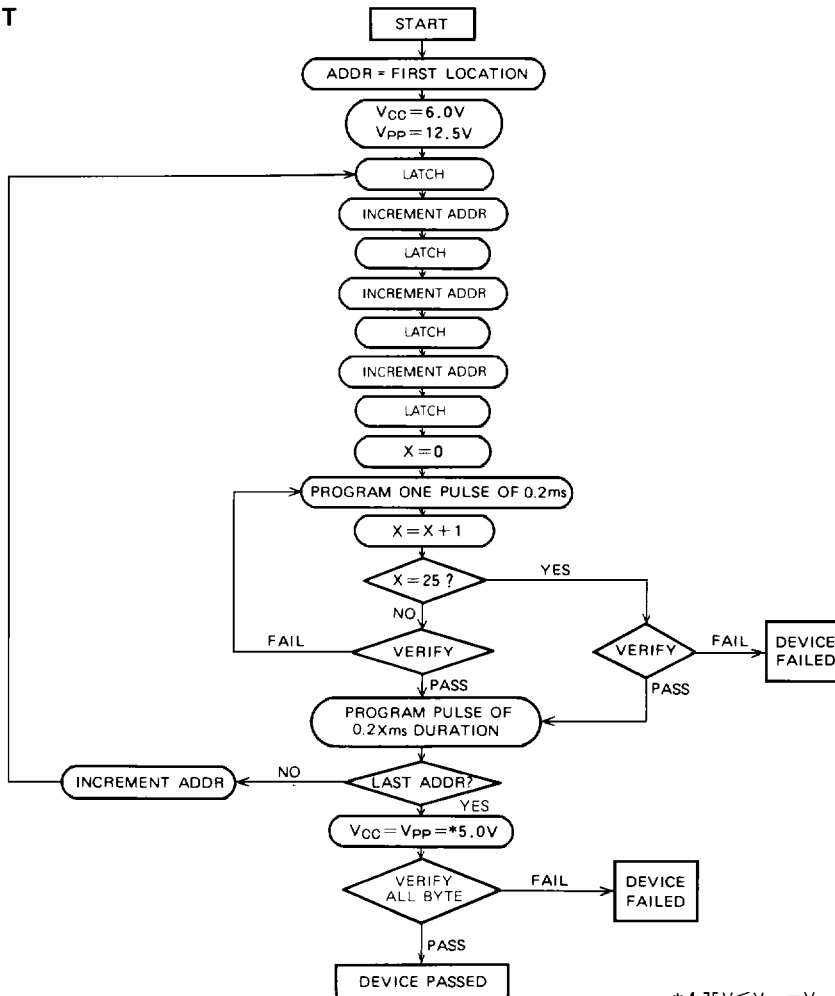 T
START
ADDR = FIRST LOCATION
VCC=6.0V
VPP=12.5V
LATCH
INCREMENT ADDR
LATCH
INCREMENT ADDR
LATCH
INCREMENT ADDR
LATCH
X=0
PROGRAM ONE PULSE OF 0.2ms
X=X+1
X=25?
YES
NO
FAIL
VERIFY
VERIFY
FAIL
DEVICE
FAILED
PASS
PASS
PROGRAM PULSE OF
0.2Xms DURATION
INCREMENT ADDR
NO
LAST ADDR?
YES
VCC=VPP=*5.0V
VERIFY
ALL BYTE
FAIL
DEVICE
FAILED
PASS
DEVICE PASSED